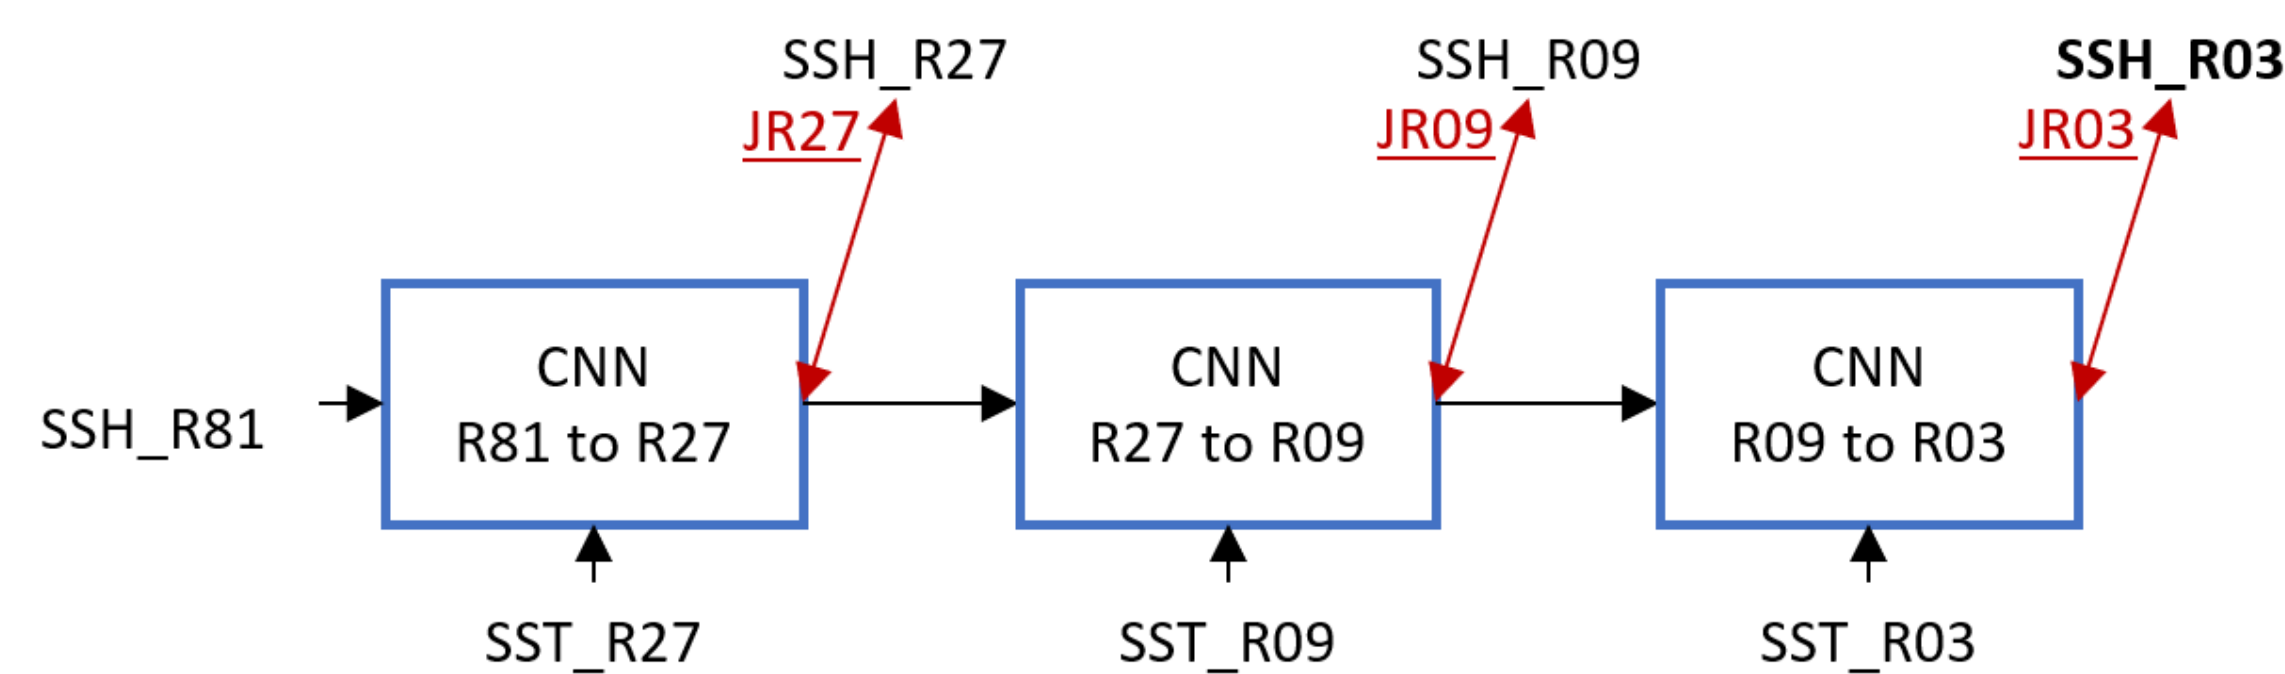 SSH_R27
SSH_R09
SSH_R03
JR27
JR09
JR03
SSH_R81
CNN
R81 to R27
CNN
R27 to R09
CNN
R09 to R03
SST_R27
SST_R09
SST_R03